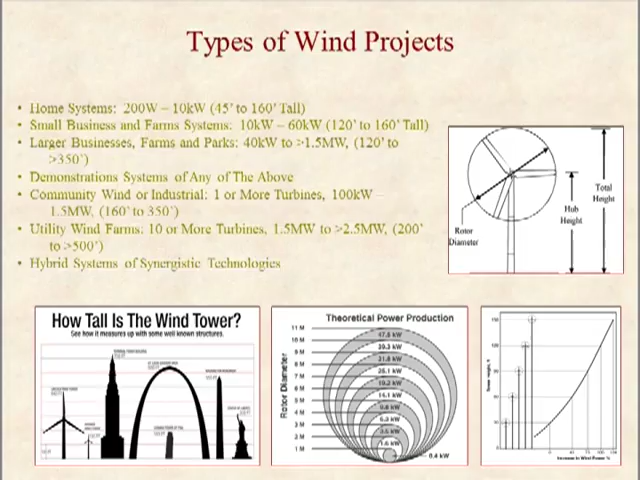 Types of Wind Projects
• Home Systems: 200W – 10kW (45' to 160' Tall)
• Small Business and Farms Systems: 10kW – 60kW (120' to 160' Tall)
• Larger Businesses, Farms and Parks: 40kW to >1.5MW, (120' to
>350')
• Demonstrations Systems of Any of The Above
• Community Wind or Industrial: 1 or More Turbines, 100kW –
1.5MW, (160' to 350')
• Utility Wind Farms: 10 or More Turbines, 1.5MW to >2.5MW, (200'
to >500')
• Hybrid Systems of Synergistic Technologies
Rotor
Diameter
Hub
Height
Total
Height
How Tall Is The Wind Tower?
See how it measures up with some well known structures.
Theoretical Power Production
Rotor Diameter
11 M
10 M
9 M
8 M
7 M
6 M
5 M
4 M
3 M
2 M
1 M
47.5 kW
39.3 kW
31.8 kW
25.1 kW
19.2 kW
14.1 kW
9.8 kW
6.3 kW
3.5 kW
1.6 kW
0.4 kW
Increase in Wind Power %